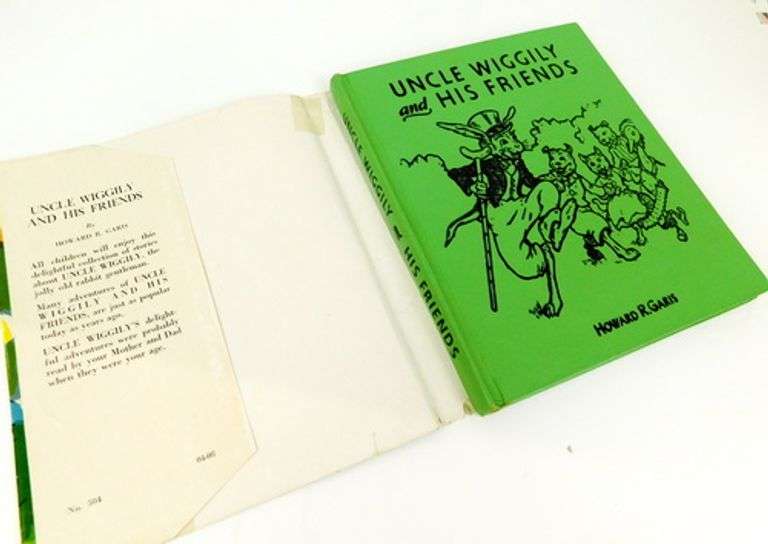 UNCLE WIGGILY
AND HIS FRIENDS
By
HOWARD R. GARIS
All children will enjoy this
delightful collection of stories
about UNCLE WIGGILY, the
jolly old rabbit gentleman.
Many adventures of UNCLE
WIGGILY AND HIS
FRIENDS, are just as popular
today as years ago.
UNCLE WIGGILY'S delight-
ful adventures were probably
read by your Mother and Dad
when they were your age.
No. 504
UNCLE WIGGILY and HIS FRIENDS
UNCLE WIGGILY
and HIS FRIENDS
HOWARD R. GARIS